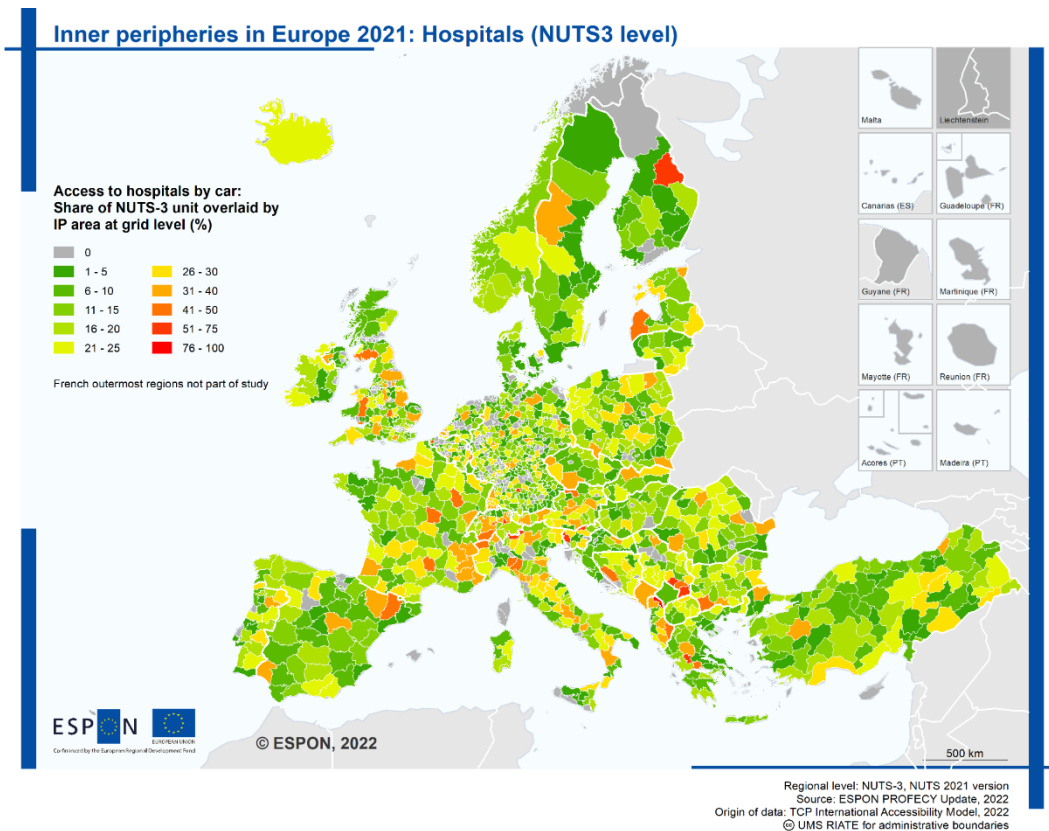 Inner peripheries in Europe 2021: Hospitals (NUTS3 level)
Malta
Liechtenstein
Canarias (ES)
Guadeloupe (FR)
Guyane (FR)
Martinique (FR)
Mayotte (FR)
Reunion (FR)
Acores (PT)
Madeira (PT)
Access to hospitals by car:
Share of NUTS-3 unit overlaid by
IP area at grid level (%)
0
1 - 5
6 - 10
11 - 15
16 - 20
21 - 25
26 - 30
31 - 40
41 - 50
51 - 75
76 - 100
French outermost regions not part of study
ESPON
EUROPEAN UNION
Co-financed by the European Regional Development Fund
© ESPON, 2022
500 km
Regional level: NUTS-3, NUTS 2021 version
Source: ESPON PROFECY Update, 2022
Origin of data: TCP International Accessibility Model, 2022
UMS RIATE for administrative boundaries